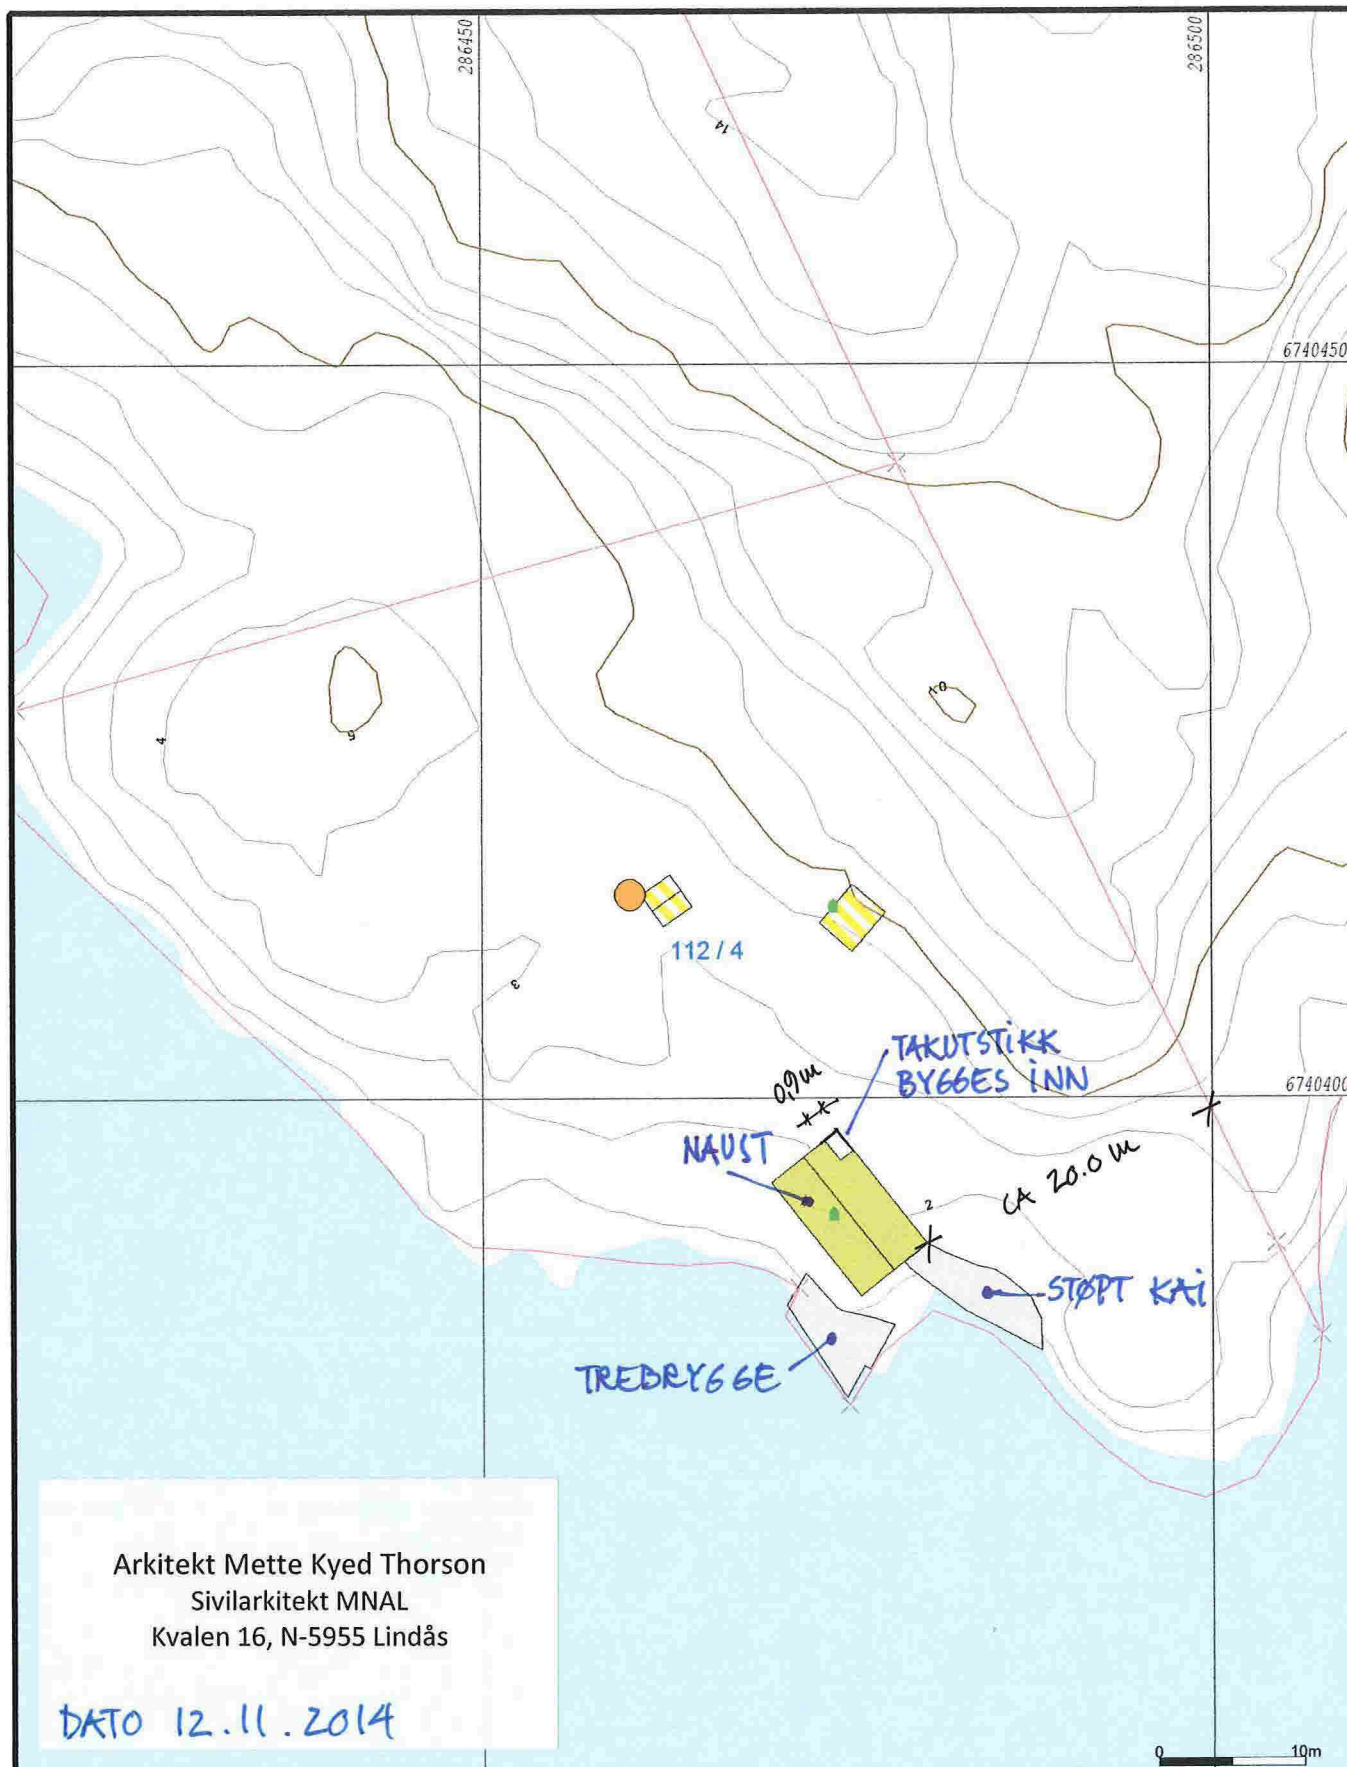 286450
286500
14
6740450
10
4
5
112 / 4
3
TAKUTSTIKK
BYGGES INN
6740400
0,9m
NAUST
CA 20.0 m
2
STØPT KAI
TREBRYGGE
Arkitekt Mette Kyed Thorson
Sivilarkitekt MNAL
Kvalen 16, N-5955 Lindås
DATO 12.11.2014
0 10m